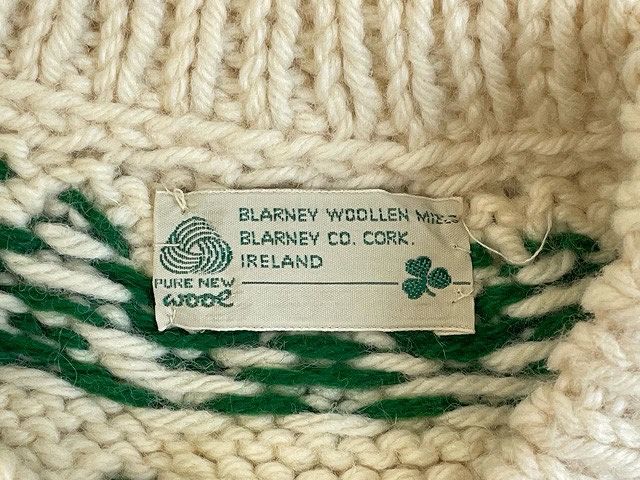 BLARNEY WOOLLEN MILLS
BLARNEY CO. CORK.
IRELAND
PURE NEW
wool